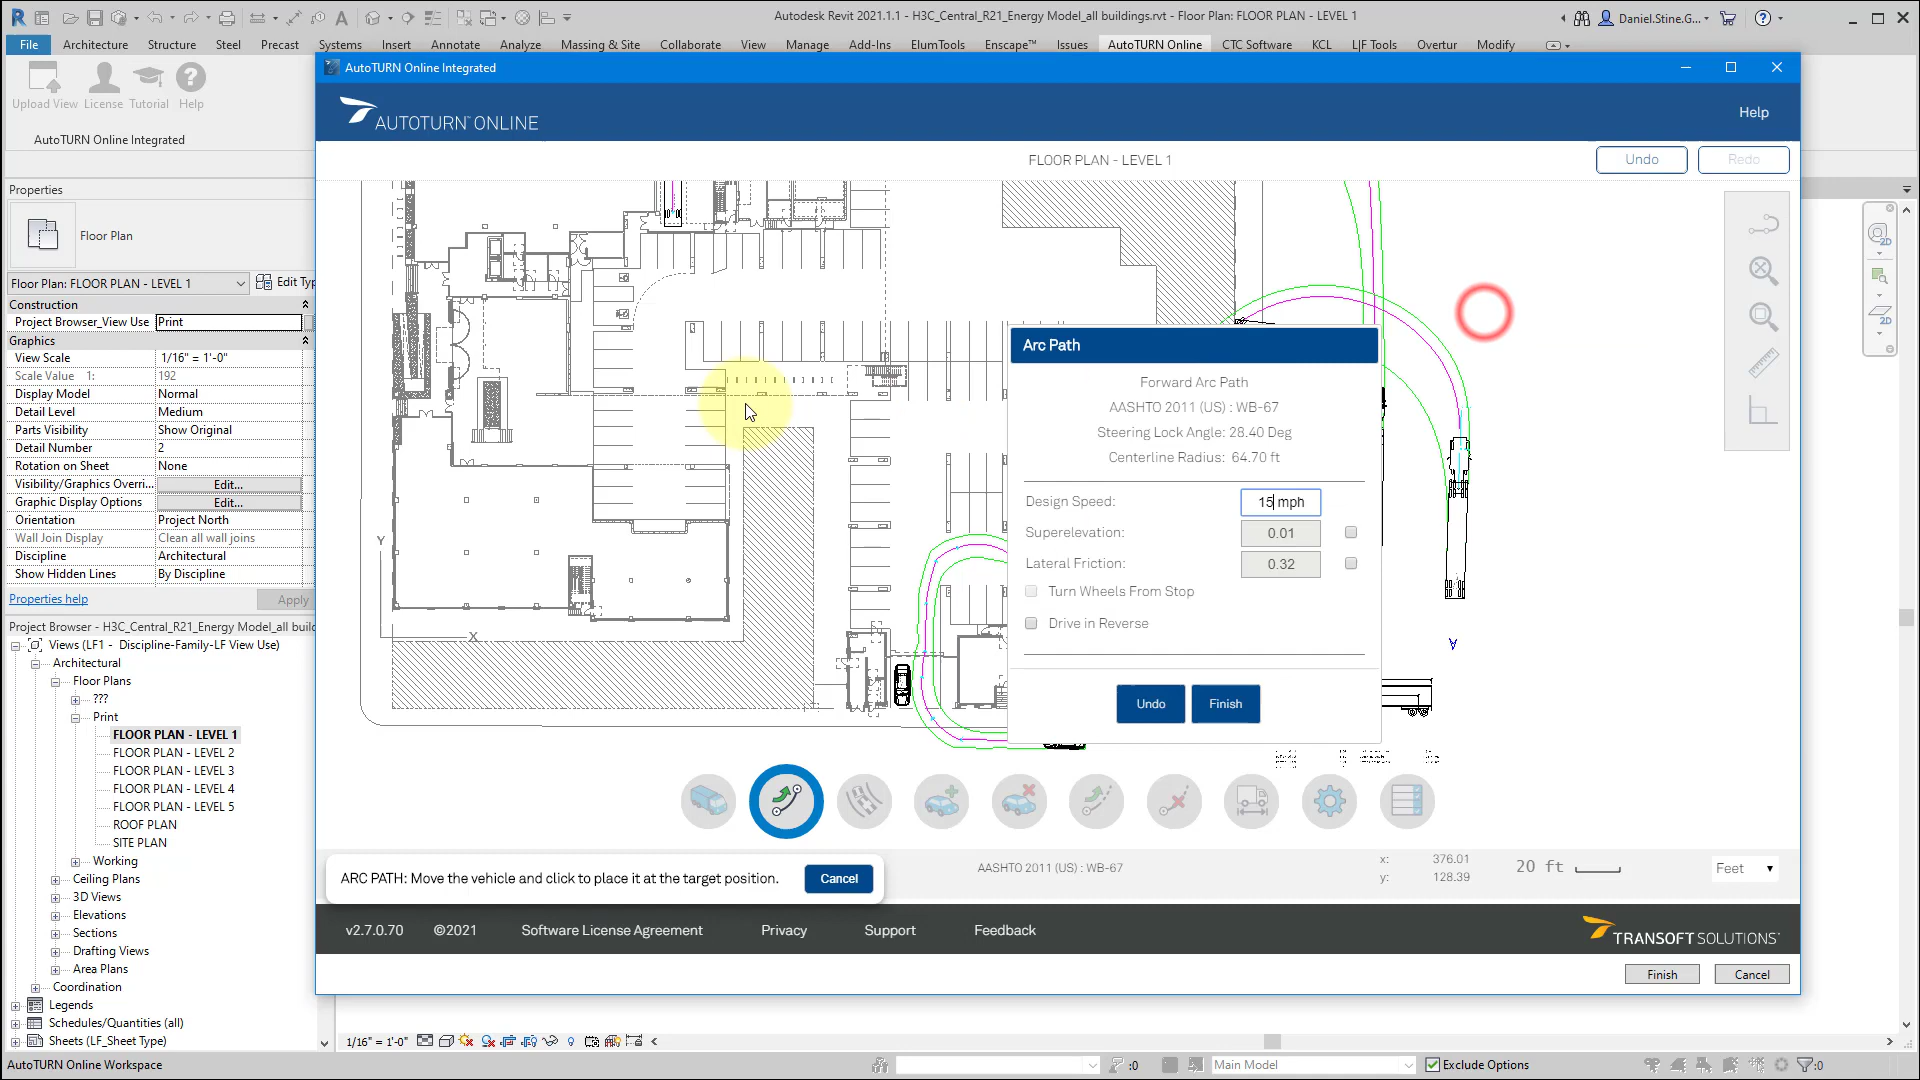 Autodesk Revit 2021.1.1 - H3C_Central_R21_Energy Model_all buildings.rvt - Floor Plan: FLOOR PLAN - LEVEL 1
Daniel.Stine.G...
File Architecture Structure Steel Precast Systems Insert Annotate Analyze Massing & Site Collaborate View Manage Add-Ins ElumTools Enscape™ Issues AutoTURN Online CTC Software KCL L|F Tools Overtur Modify
AutoTURN Online Integrated
Upload View License Tutorial Help
AutoTURN Online Integrated
AUTOTURN™ ONLINE
Help
FLOOR PLAN - LEVEL 1
Undo
Redo
Properties
Floor Plan
Floor Plan: FLOOR PLAN - LEVEL 1
Edit Typ
Construction
Project Browser_View Use Print
Graphics
View Scale 1/16" = 1'-0"
Scale Value 1: 192
Display Model Normal
Detail Level Medium
Parts Visibility Show Original
Detail Number 2
Rotation on Sheet None
Visibility/Graphics Overri... Edit...
Graphic Display Options Edit...
Orientation Project North
Wall Join Display Clean all wall joins
Discipline Architectural
Show Hidden Lines By Discipline
Properties help
Apply
Project Browser - H3C_Central_R21_Energy Model_all buil
Views (LF1 - Discipline-Family-LF View Use)
Architectural
Floor Plans
???
Print
FLOOR PLAN - LEVEL 1
FLOOR PLAN - LEVEL 2
FLOOR PLAN - LEVEL 3
FLOOR PLAN - LEVEL 4
FLOOR PLAN - LEVEL 5
ROOF PLAN
SITE PLAN
Working
Ceiling Plans
3D Views
Elevations
Sections
Drafting Views
Area Plans
Coordination
Legends
Schedules/Quantities (all)
Sheets (LF_Sheet Type)
Y
X
2D
2D
A
Arc Path
Forward Arc Path
AASHTO 2011 (US) : WB-67
Steering Lock Angle: 28.40 Deg
Centerline Radius: 64.70 ft
Design Speed: 15 mph
Superelevation: 0.01
Lateral Friction: 0.32
Turn Wheels From Stop
Drive in Reverse
Undo
Finish
ARC PATH: Move the vehicle and click to place it at the target position.
Cancel
AASHTO 2011 (US) : WB-67
x: 376.01
y: 128.39
20 ft
Feet
v2.7.0.70 ©2021 Software License Agreement Privacy Support Feedback
TRANSOFT SOLUTIONS
Finish
Cancel
1/16" = 1'-0"
AutoTURN Online Workspace
:0
Main Model
Exclude Options
:0